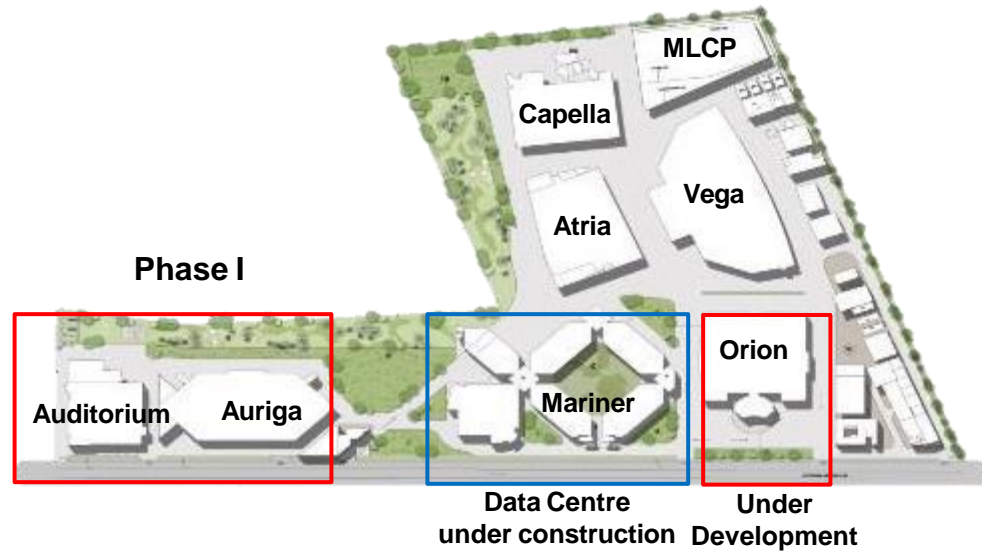 MLCP
Capella
Vega
Atria
Phase I
Orion
Auditorium
Auriga
Mariner
Data Centre
under construction
Under
Development